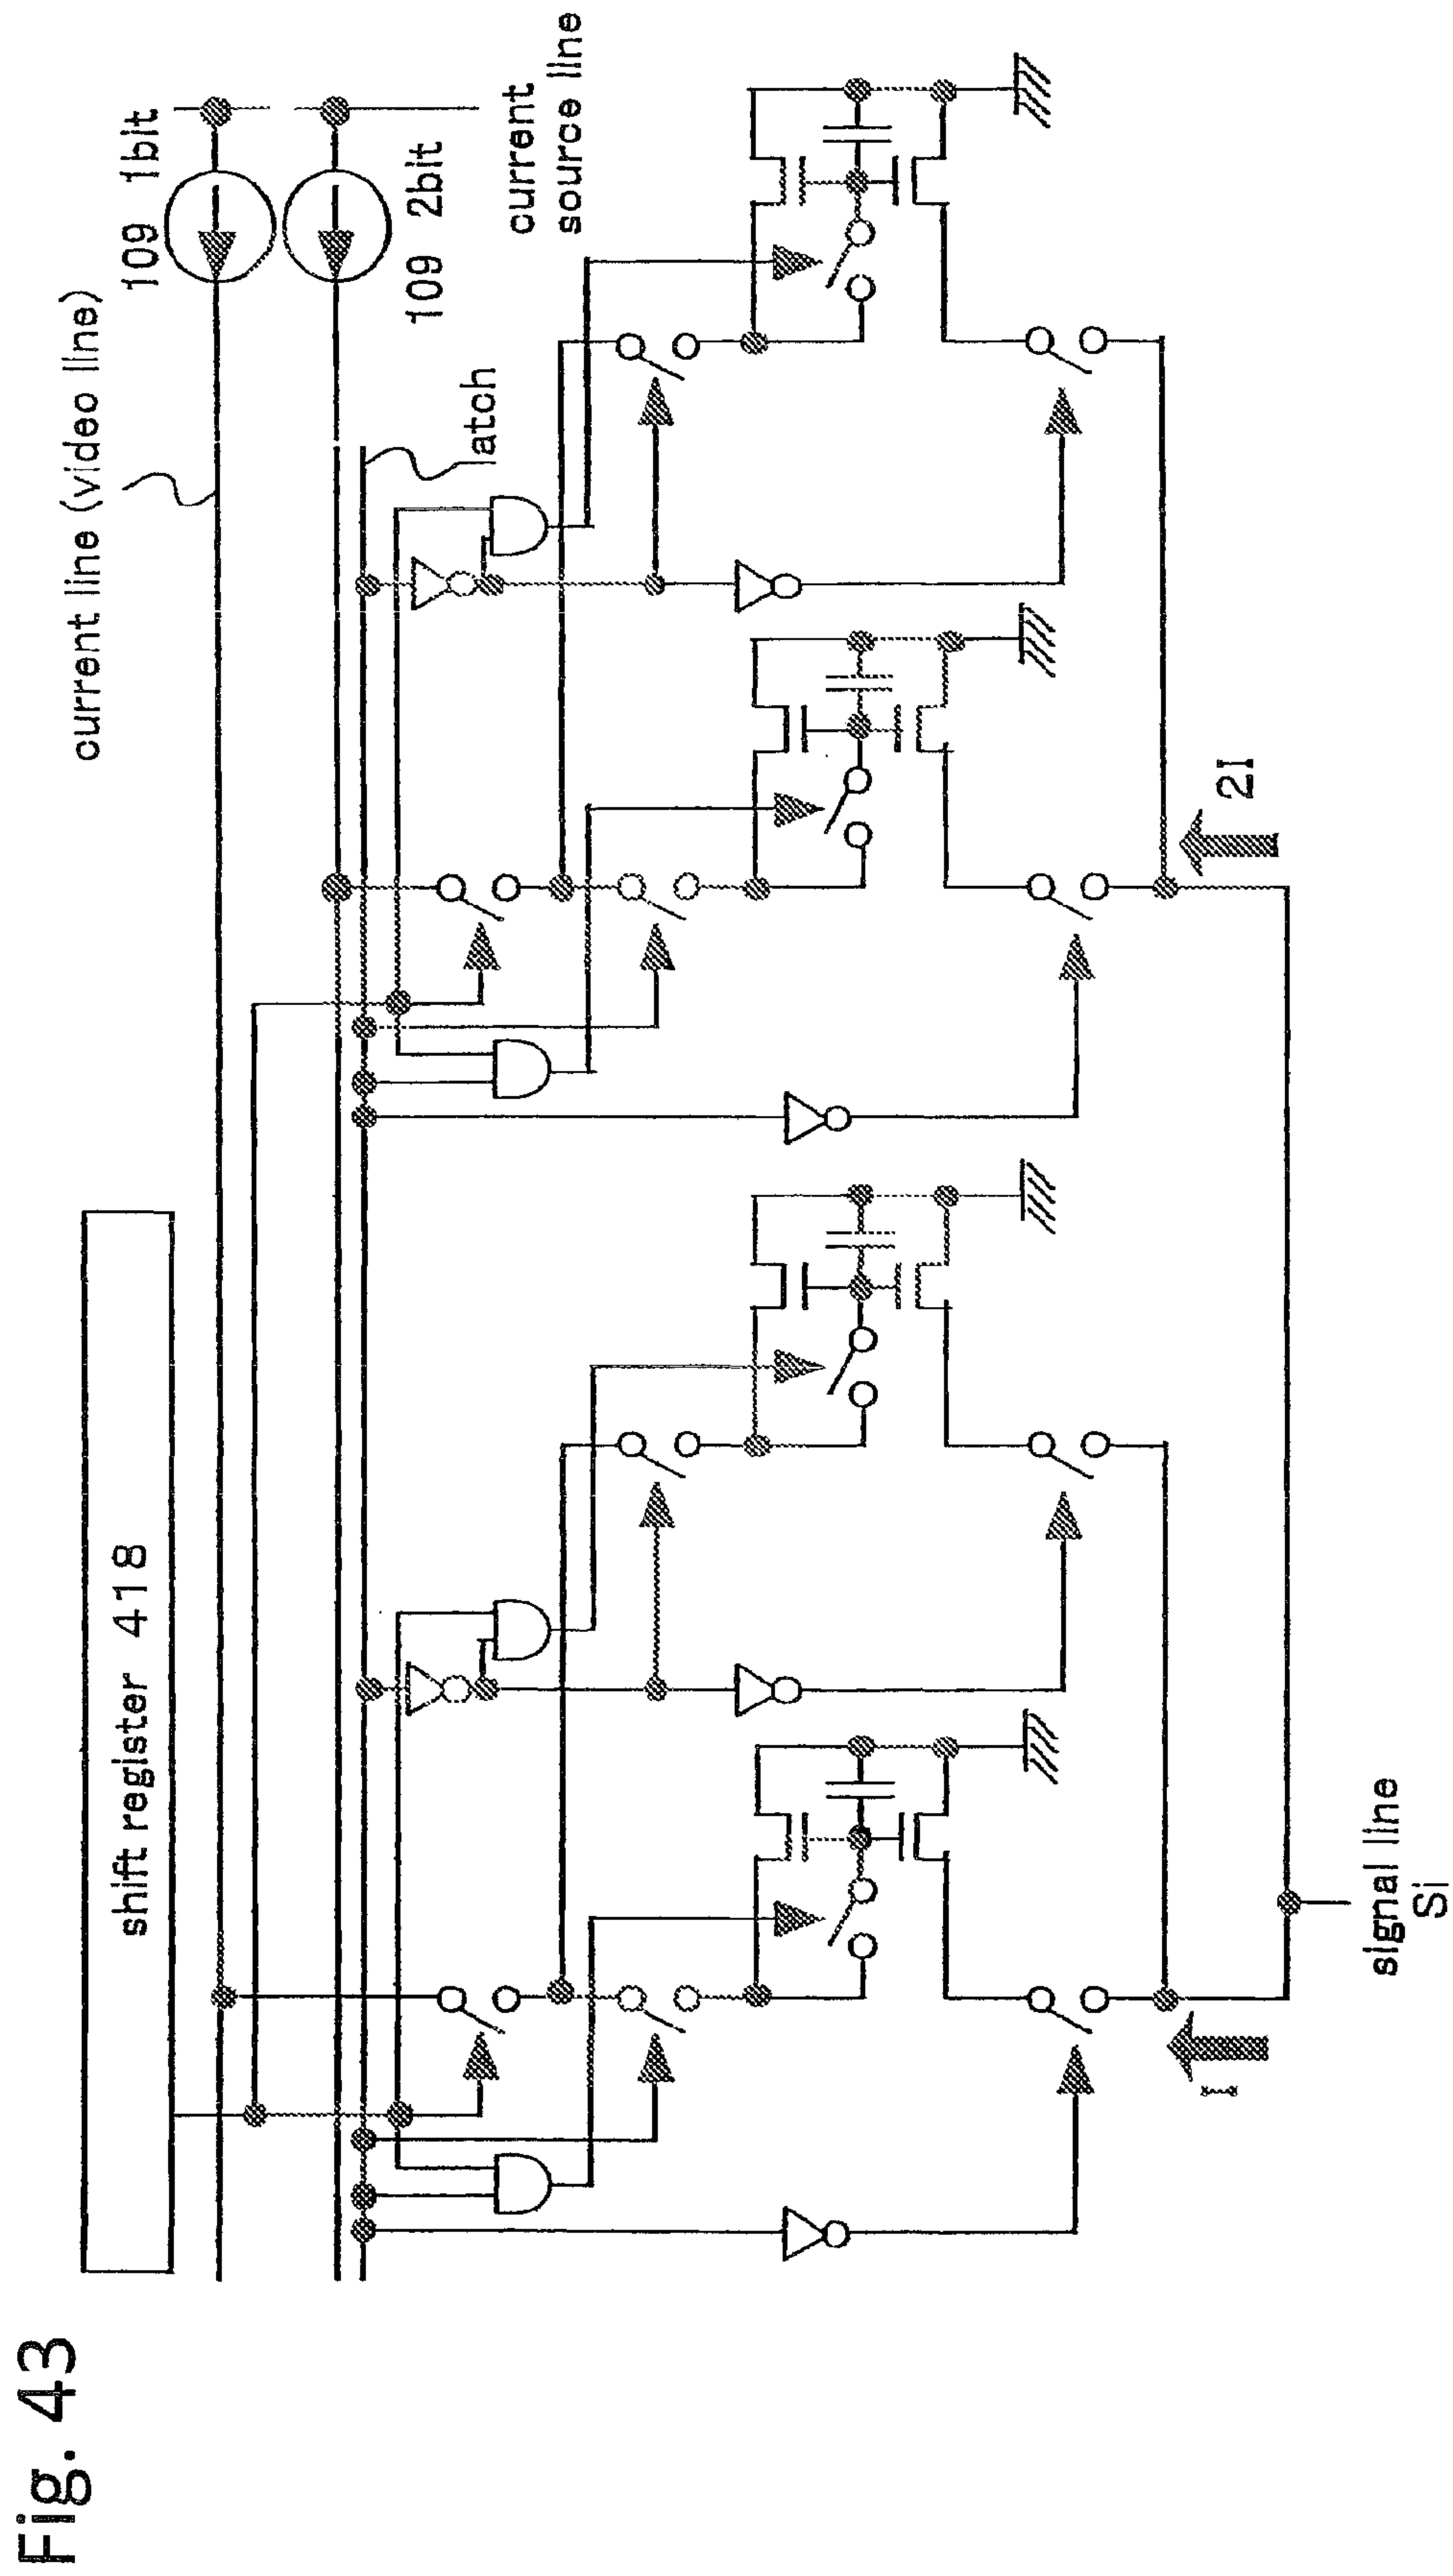 Fig. 43
shift register 418
current line (video line)
109 1bit
109 2bit
current
source line
latch
I
2I
signal line
Si